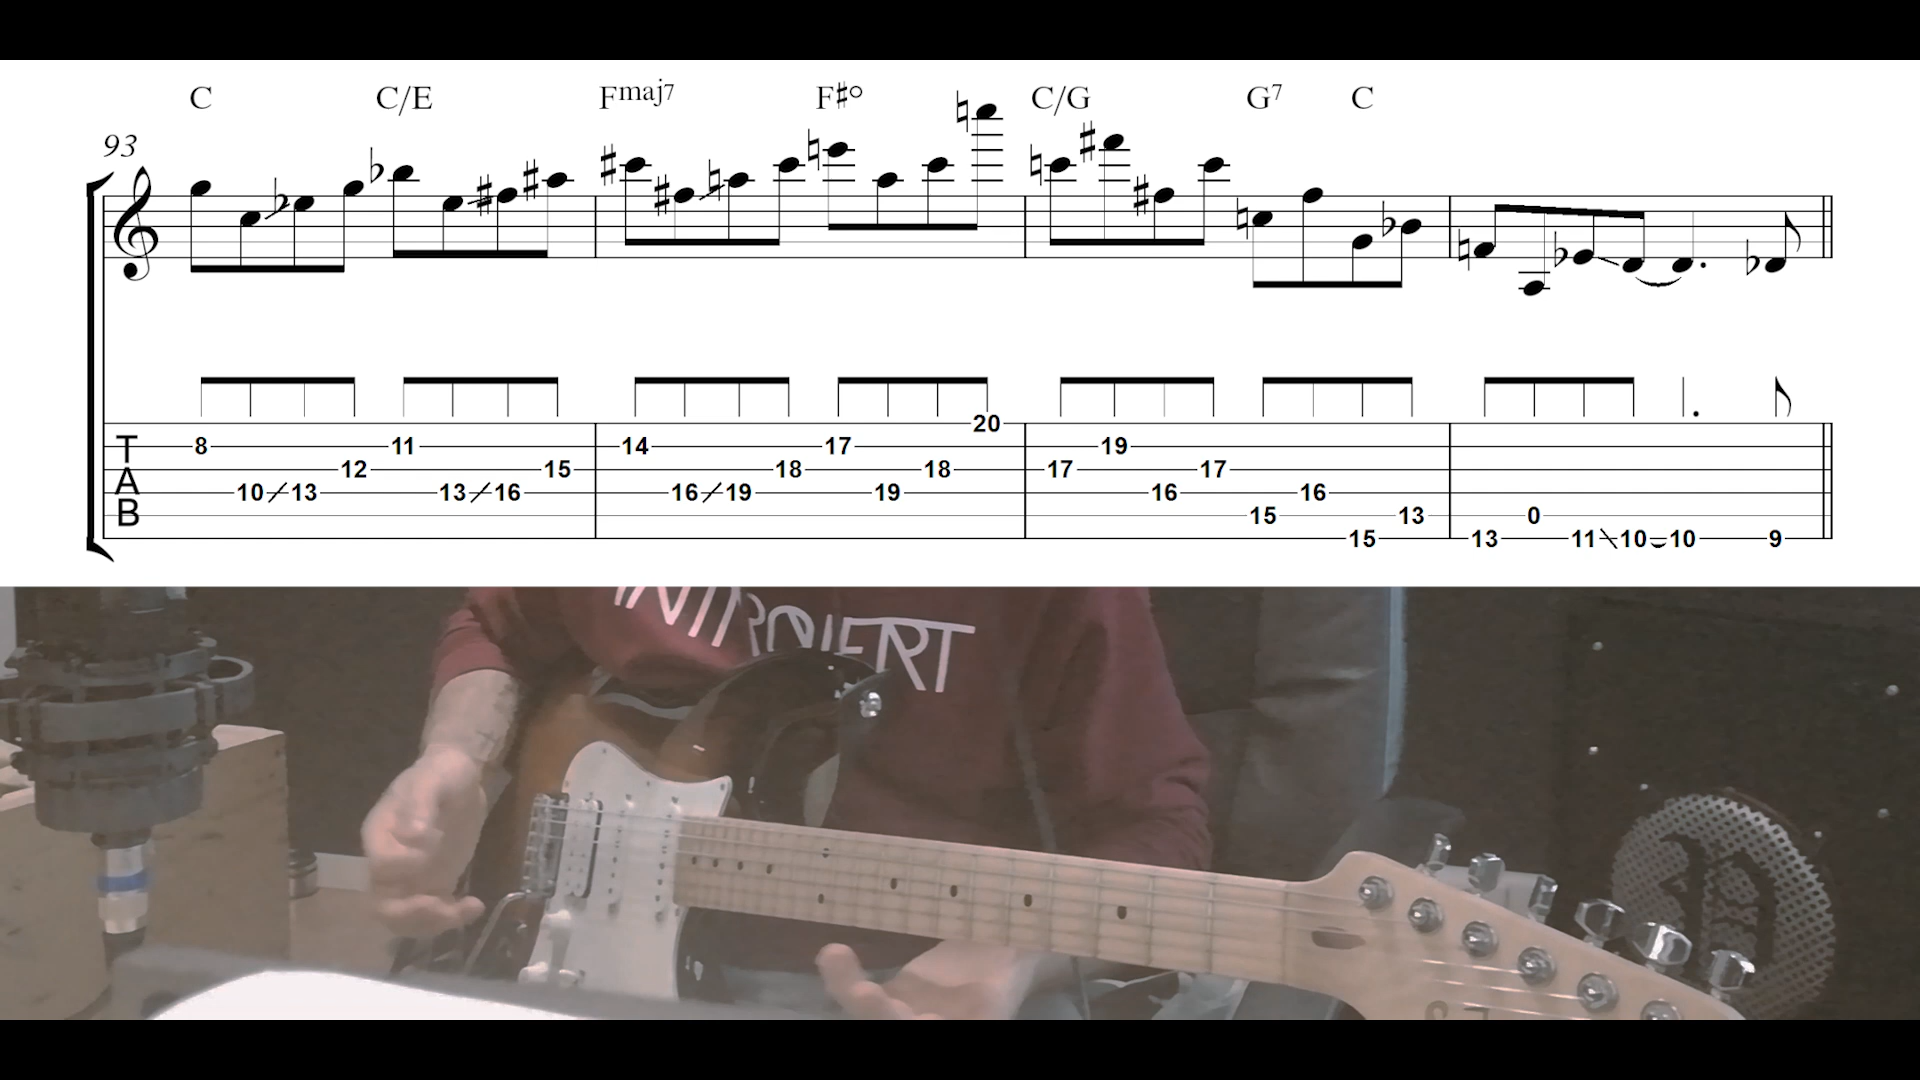 C C/E Fmaj7 F♯° C/G G7 C
93
20
T 8 11 14 17 19
12 15 18 18 17 17
A 10 13 13 16 16 19 19 16 16
B 15 0 13
15 13 11 10 10 9
INTROVERT